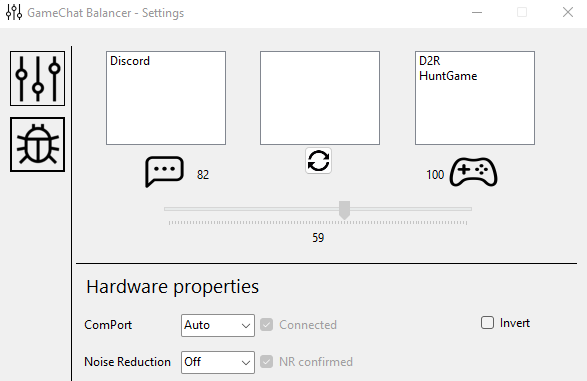 GameChat Balancer - Settings
Discord
D2R
HuntGame
82
100
59
Hardware properties
ComPort
Auto
Connected
Invert
Noise Reduction
Off
NR confirmed